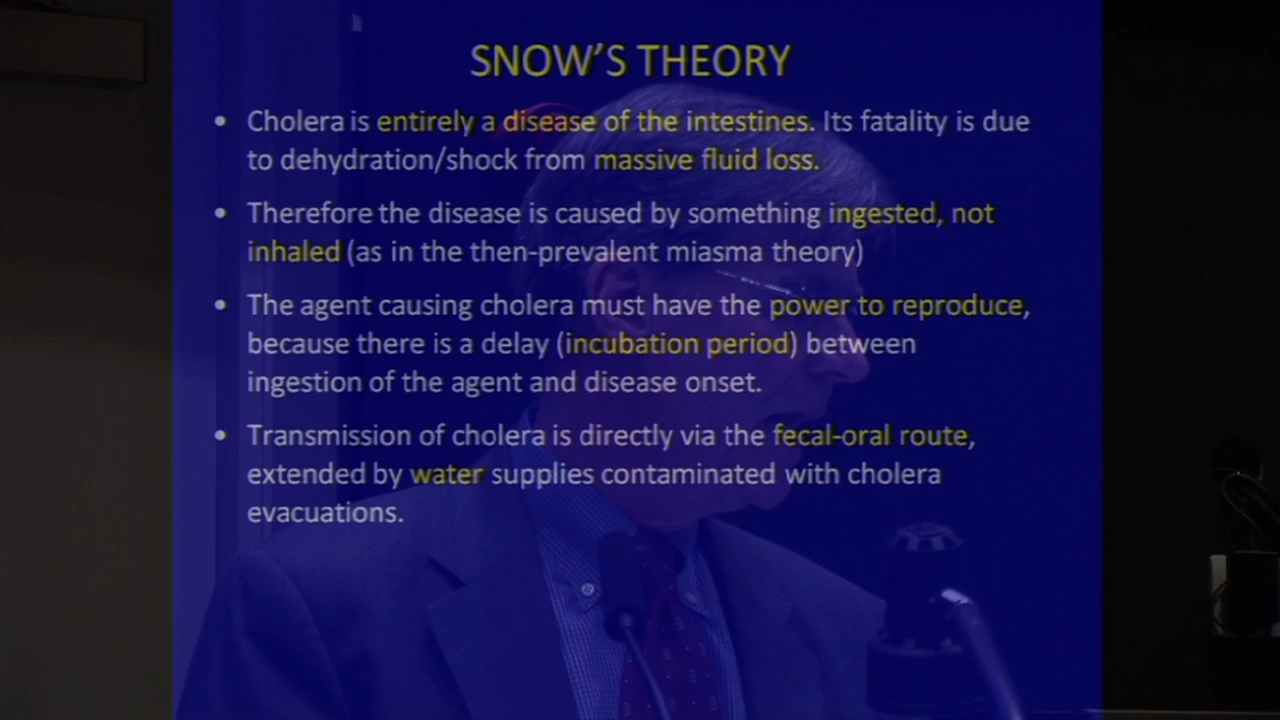 SNOW'S THEORY
• Cholera is entirely a disease of the intestines. Its fatality is due
to dehydration/shock from massive fluid loss.
• Therefore the disease is caused by something ingested, not
inhaled (as in the then-prevalent miasma theory)
• The agent causing cholera must have the power to reproduce,
because there is a delay (incubation period) between
ingestion of the agent and disease onset.
• Transmission of cholera is directly via the fecal-oral route,
extended by water supplies contaminated with cholera
evacuations.